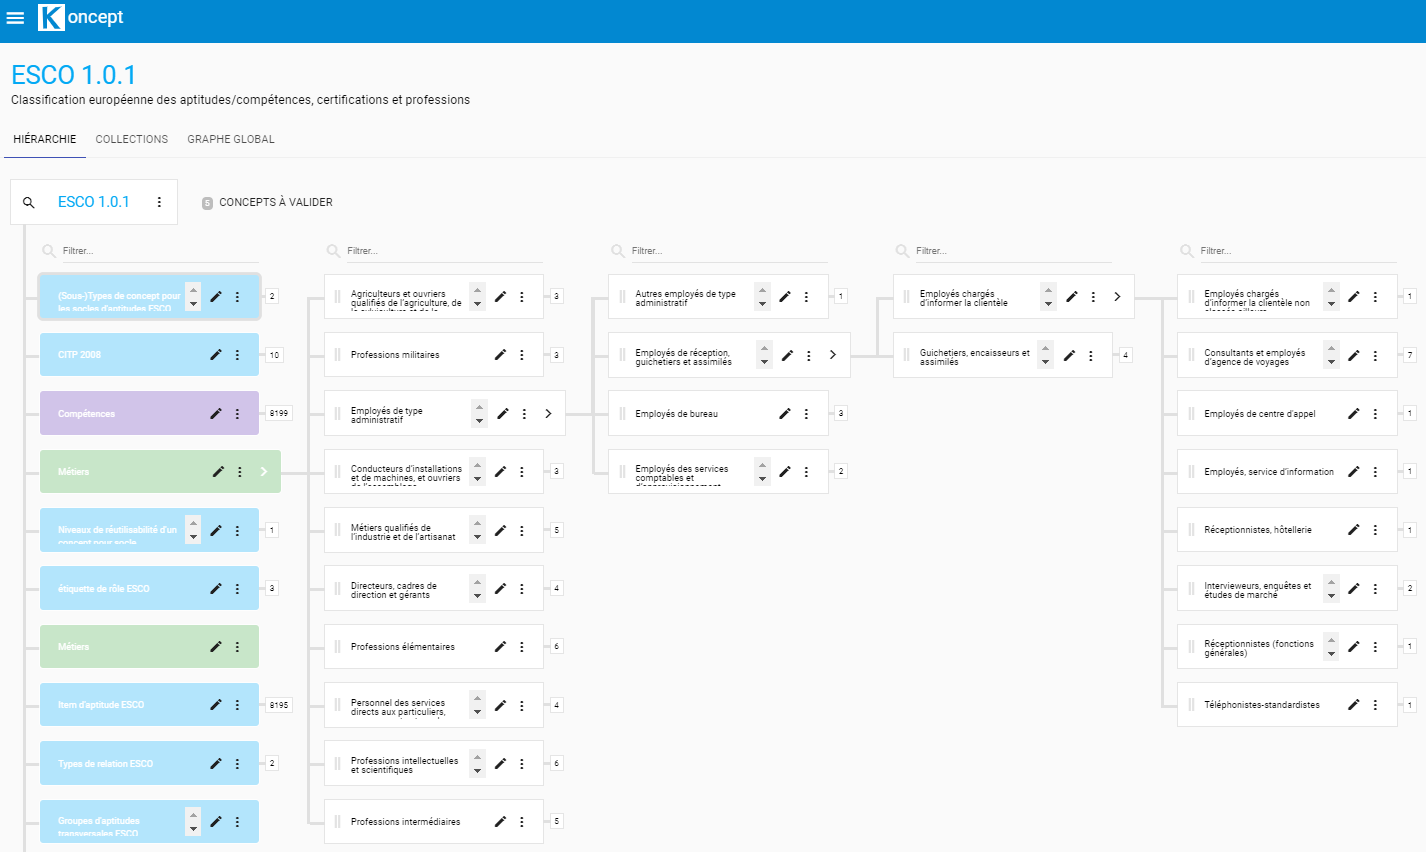 Koncept
ESCO 1.0.1
Classification européenne des aptitudes/compétences, certifications et professions
HIÉRARCHIE COLLECTIONS GRAPHE GLOBAL
ESCO 1.0.1
5 CONCEPTS À VALIDER
Filtrer...
(Sous-)Types de concept pour
les socles d'aptitudes ESCO
2
CITP 2008
10
Compétences
8199
Métiers
Niveaux de réutilisabilité d'un
concept pour socle
1
étiquette de rôle ESCO
3
Métiers
Item d'aptitude ESCO
8195
Types de relation ESCO
2
Groupes d'aptitudes
transversales ESCO
Filtrer...
Agriculteurs et ouvriers
qualifiés de l'agriculture, de
la sylviculture et de la
3
Professions militaires
3
Employés de type
administratif
Conducteurs d'installations
et de machines, et ouvriers
de l'assemblage
3
Métiers qualifiés de
l'industrie et de l'artisanat
5
Directeurs, cadres de
direction et gérants
4
Professions élémentaires
6
Personnel des services
directs aux particuliers,
4
Professions intellectuelles
et scientifiques
6
Professions intermédiaires
5
Filtrer...
Autres employés de type
administratif
1
Employés de réception,
guichetiers et assimilés
Employés de bureau
3
Employés des services
comptables et
d'approvisionnement
2
Filtrer...
Employés chargés
d'informer la clientèle
Guichetiers, encaisseurs et
assimilés
4
Filtrer...
Employés chargés
d'informer la clientèle non
classés ailleurs
1
Consultants et employés
d'agence de voyages
7
Employés de centre d'appel
1
Employés, service d'information
1
Réceptionnistes, hôtellerie
1
Intervieweurs, enquêtes et
études de marché
2
Réceptionnistes (fonctions
générales)
1
Téléphonistes-standardistes
1